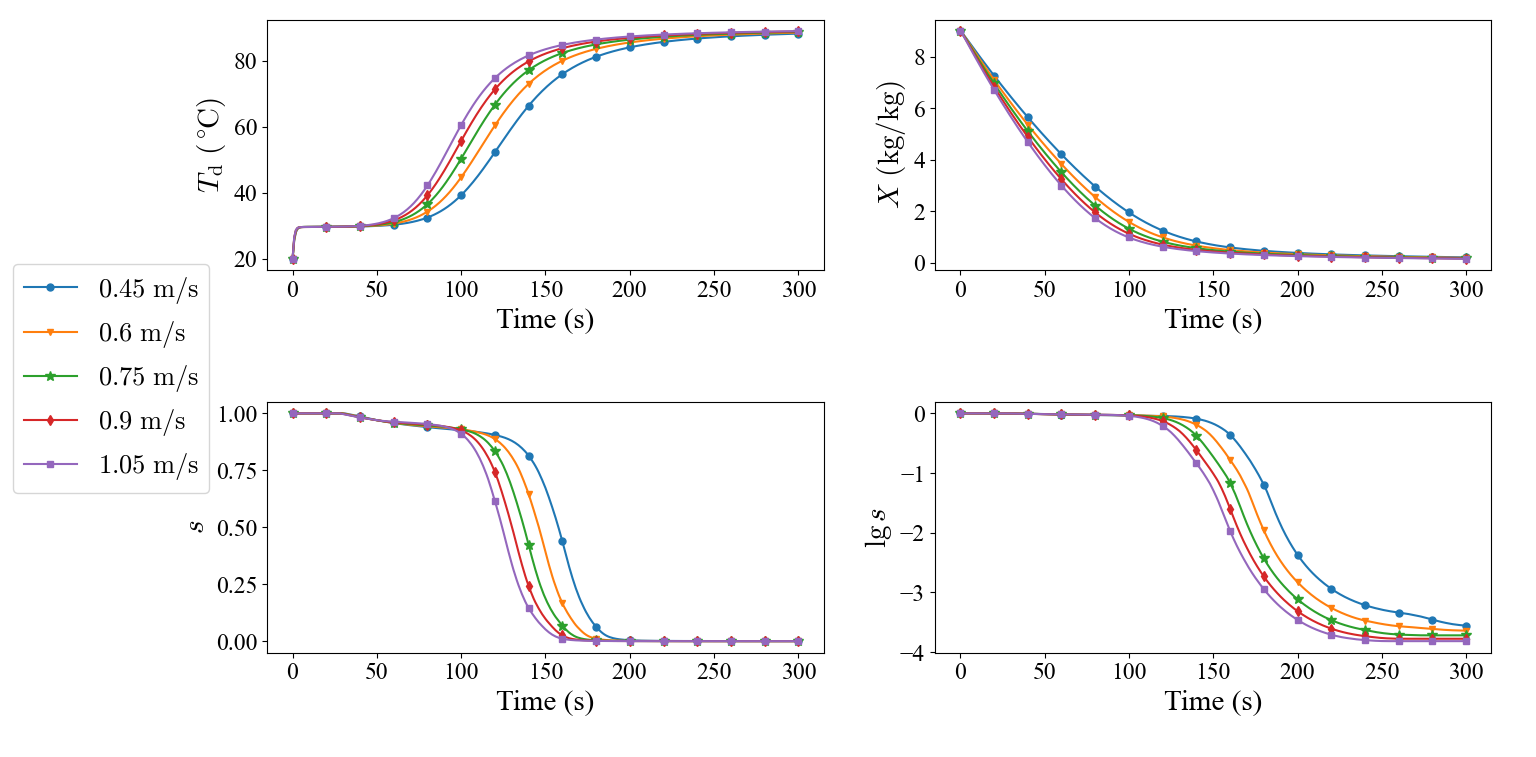 80
60
40
20
T_d (°C)
0 50 100 150 200 250 300
Time (s)
8
6
4
2
0
X (kg/kg)
0 50 100 150 200 250 300
Time (s)
0.45 m/s
0.6 m/s
0.75 m/s
0.9 m/s
1.05 m/s
1.00
0.75
0.50
0.25
0.00
s
0 50 100 150 200 250 300
Time (s)
0
−1
−2
−3
−4
lg s
0 50 100 150 200 250 300
Time (s)